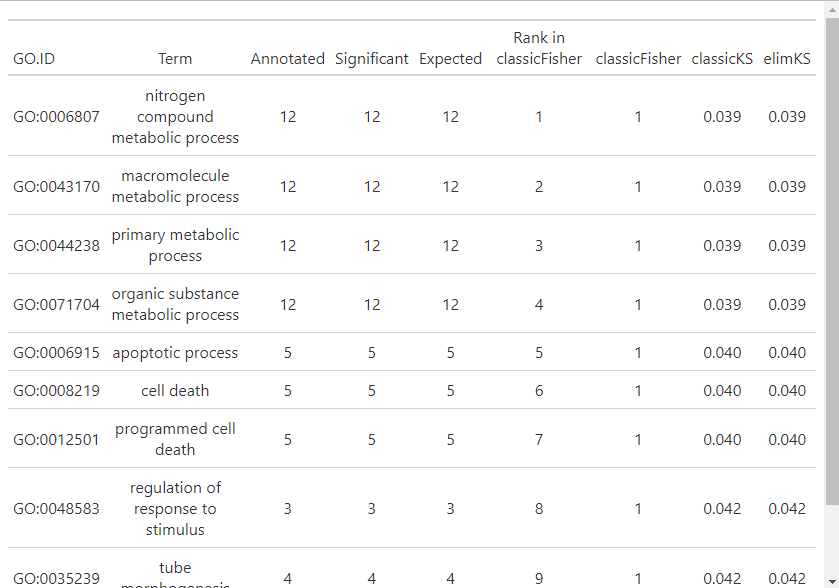 GO.ID Term Annotated Significant Expected Rank in classicFisher classicFisher classicKS elimKS
GO:0006807 nitrogen compound metabolic process 12 12 12 1 1 0.039 0.039
GO:0043170 macromolecule metabolic process 12 12 12 2 1 0.039 0.039
GO:0044238 primary metabolic process 12 12 12 3 1 0.039 0.039
GO:0071704 organic substance metabolic process 12 12 12 4 1 0.039 0.039
GO:0006915 apoptotic process 5 5 5 5 1 0.040 0.040
GO:0008219 cell death 5 5 5 6 1 0.040 0.040
GO:0012501 programmed cell death 5 5 5 7 1 0.040 0.040
GO:0048583 regulation of response to stimulus 3 3 3 8 1 0.042 0.042
GO:0035239 tube morphogenesis 4 4 4 9 1 0.042 0.042